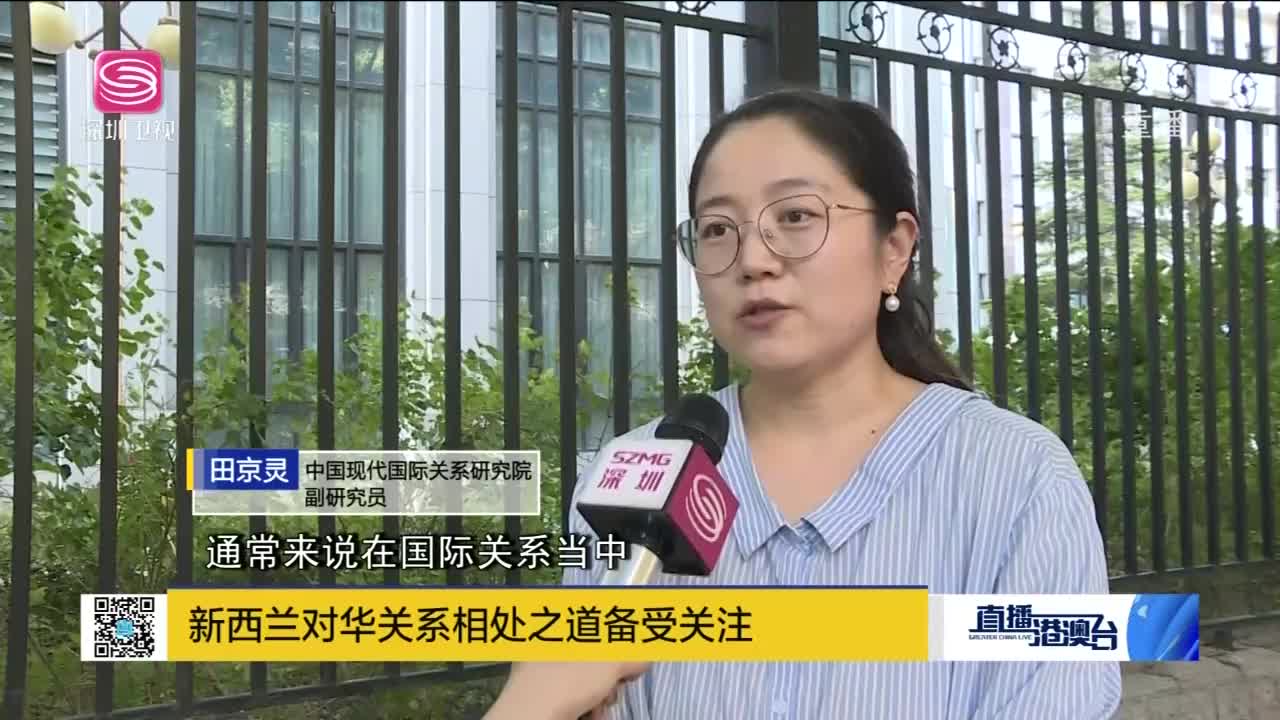 深圳卫视
重播
SZMG
深圳
田京灵
中国现代国际关系研究院
副研究员
通常来说在国际关系当中
新西兰对华关系相处之道备受关注
直播港澳台
GREATER CHINA LIVE